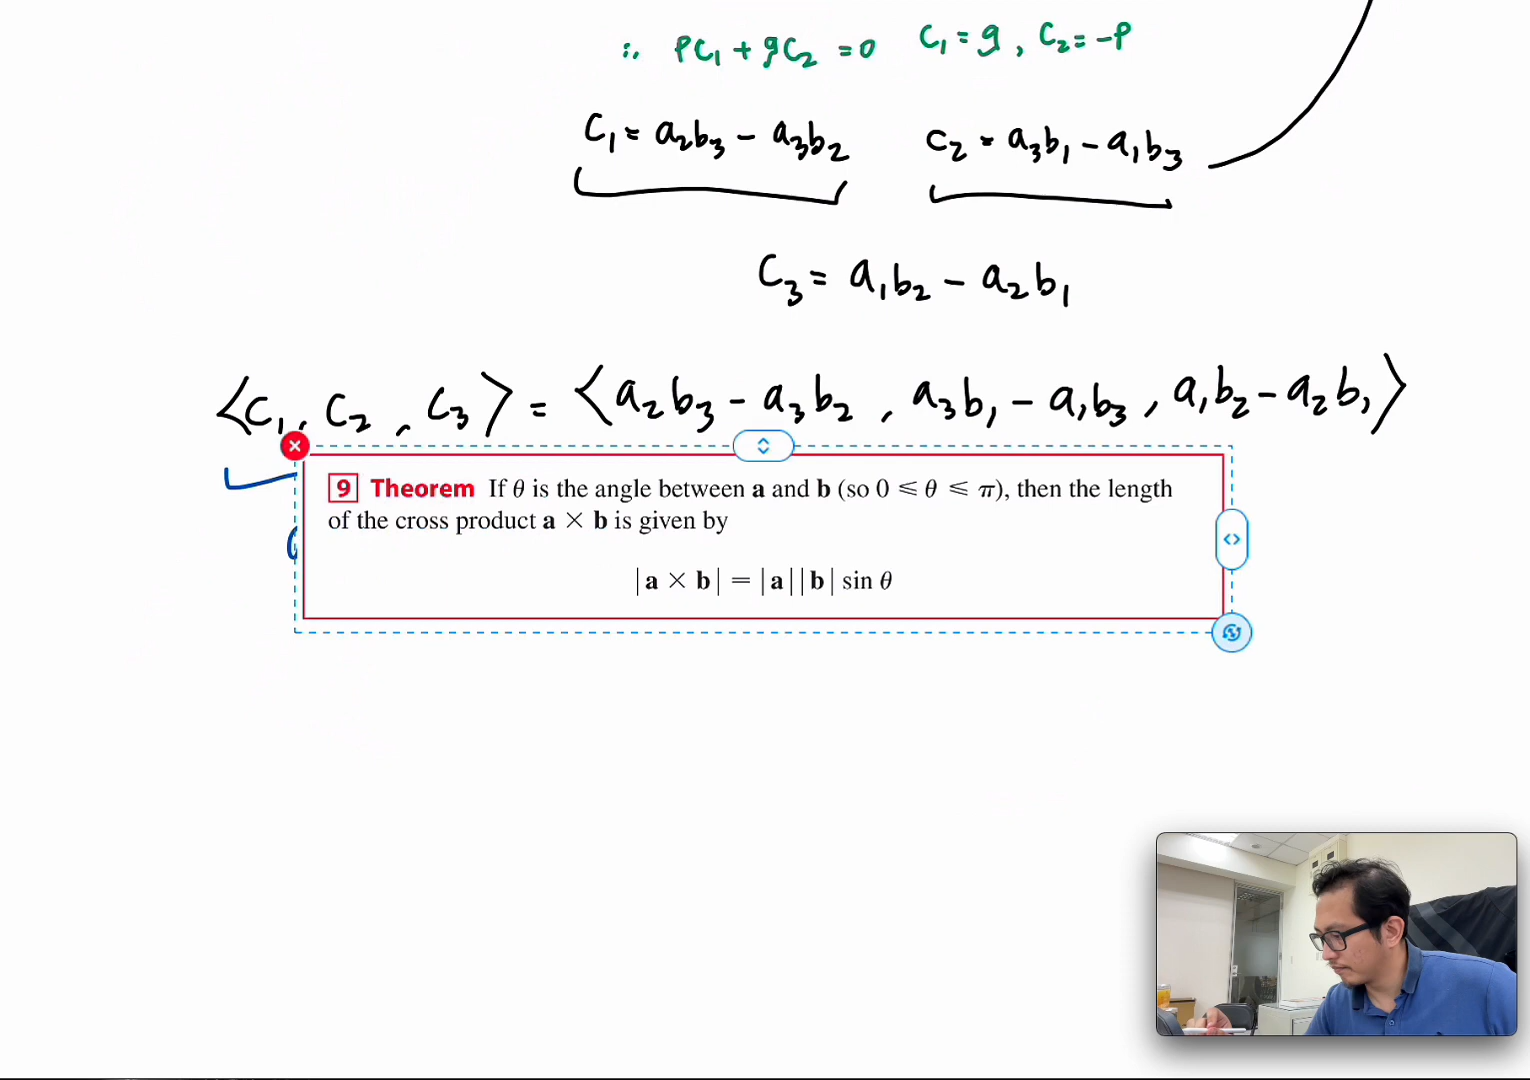 ∴ pc₁ + qc₂ = 0 c₁ = q, c₂ = -p
c₁ = a₂b₃ - a₃b₂ c₂ = a₃b₁ - a₁b₃
c₃ = a₁b₂ - a₂b₁
⟨c₁, c₂, c₃⟩ = ⟨a₂b₃ - a₃b₂, a₃b₁ - a₁b₃, a₁b₂ - a₂b₁⟩
9 Theorem If θ is the angle between a and b (so 0 ⩽ θ ⩽ π), then the length
of the cross product a × b is given by
|a × b| = |a||b| sin θ